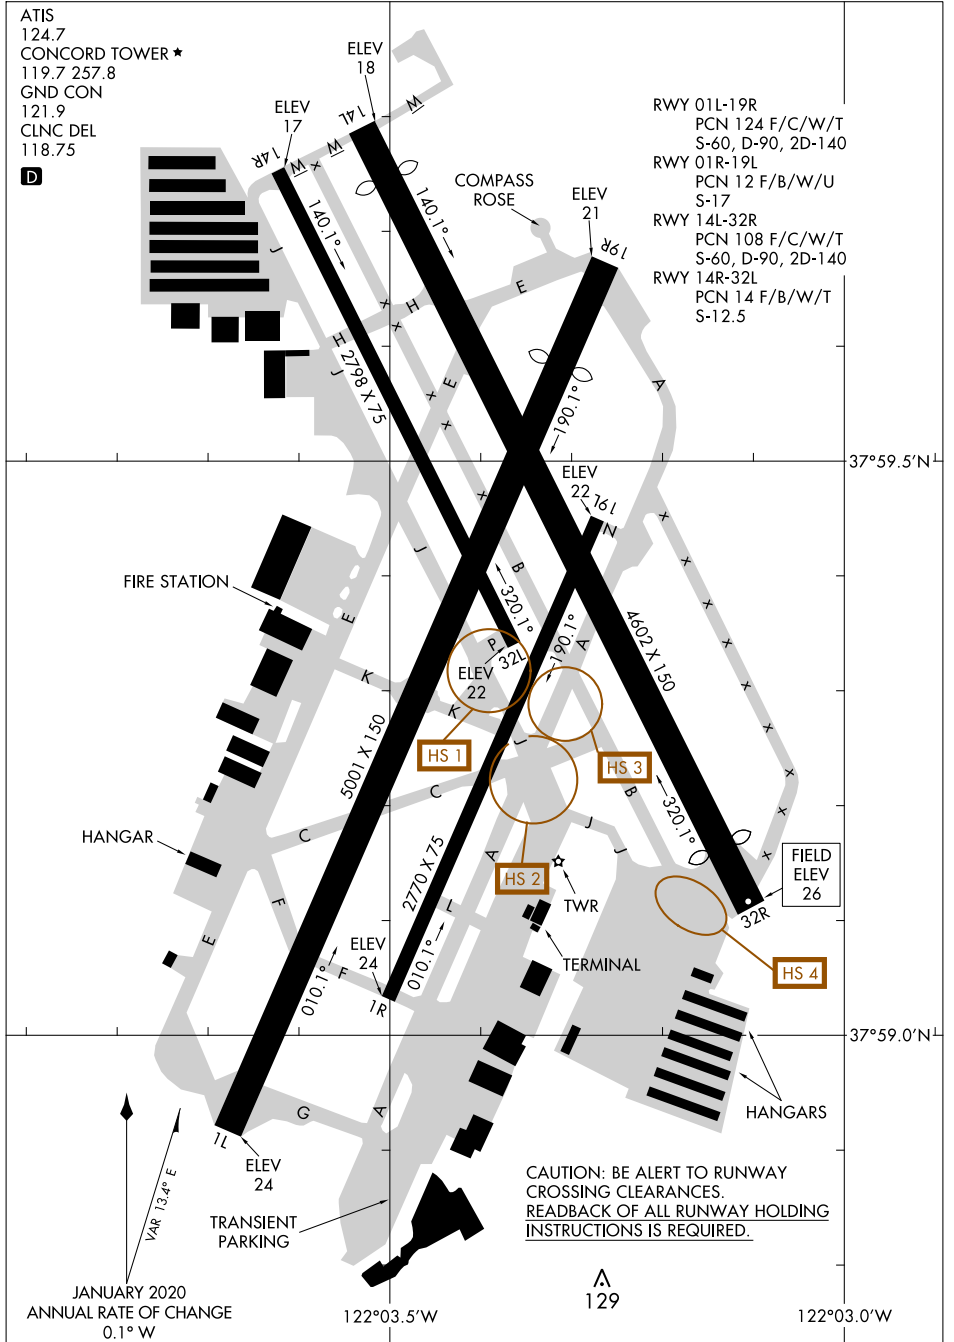 ATIS
124.7
CONCORD TOWER ★
119.7 257.8
GND CON
121.9
CLNC DEL
118.75
D
RWY 01L-19R
PCN 124 F/C/W/T
S-60, D-90, 2D-140
RWY 01R-19L
PCN 12 F/B/W/U
S-17
RWY 14L-32R
PCN 108 F/C/W/T
S-60, D-90, 2D-140
RWY 14R-32L
PCN 14 F/B/W/T
S-12.5
ELEV
18
ELEV
17
14L
14R
W
W
W
COMPASS
ROSE
ELEV
21
19R
140.1°
140.1°
J
E
H
H
J
2798 X 75
E
A
190.1°
37°59.5'N
ELEV
22
19L
N
J
B
FIRE STATION
E
320.1°
P
32L
190.1°
A
4602 X 150
ELEV
22
K
K
J
HS 1
HS 3
5001 X 150
C
C
B
320.1°
J
J
HANGAR
A
HS 2
TWR
FIELD
ELEV
26
2770 X 75
F
L
32R
E
ELEV
24
F
010.1°
010.1°
TERMINAL
HS 4
1R
37°59.0'N
G
A
HANGARS
1L
ELEV
24
VAR 13.4° E
TRANSIENT
PARKING
CAUTION: BE ALERT TO RUNWAY
CROSSING CLEARANCES.
READBACK OF ALL RUNWAY HOLDING
INSTRUCTIONS IS REQUIRED.
JANUARY 2020
ANNUAL RATE OF CHANGE
0.1° W
129
122°03.5'W
122°03.0'W